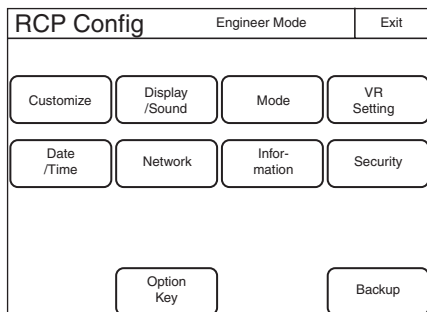 RCP Config Engineer Mode Exit
Customize
Display
/Sound
Mode
VR
Setting
Date
/Time
Network
Infor-
mation
Security
Option
Key
Backup